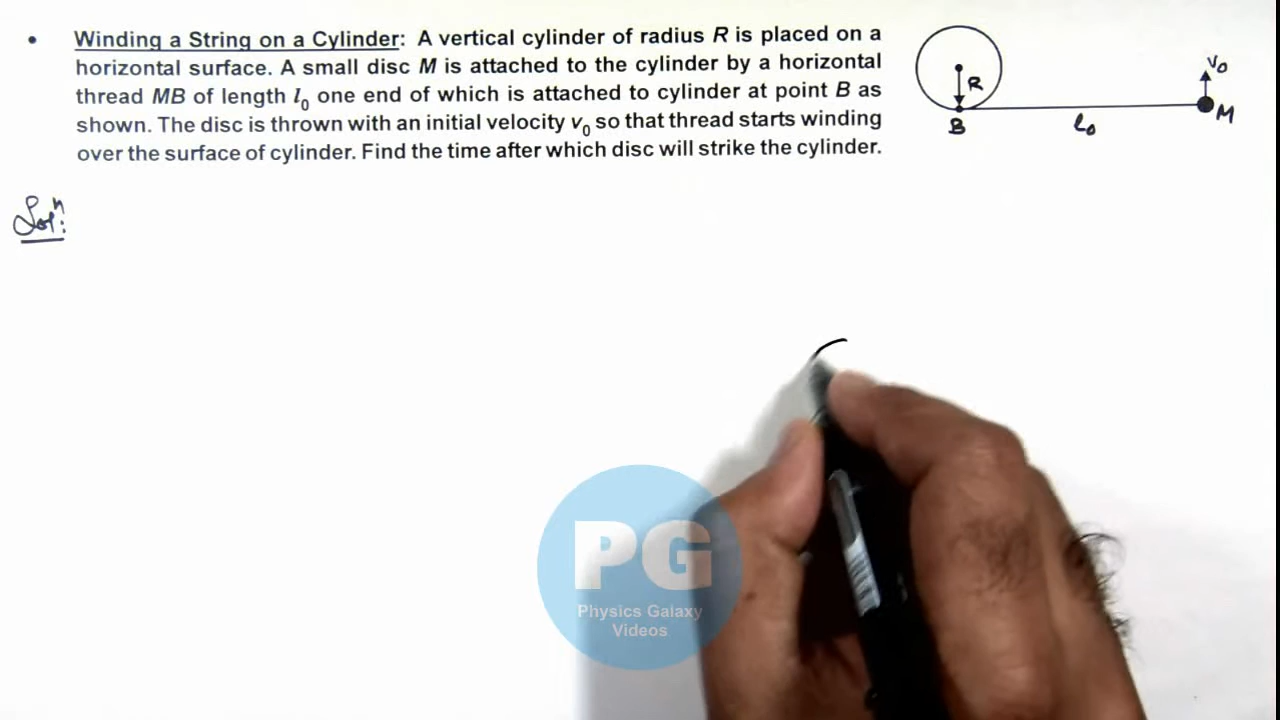 • Winding a String on a Cylinder: A vertical cylinder of radius R is placed on a
horizontal surface. A small disc M is attached to the cylinder by a horizontal
thread MB of length l₀ one end of which is attached to cylinder at point B as
shown. The disc is thrown with an initial velocity v₀ so that thread starts winding
over the surface of cylinder. Find the time after which disc will strike the cylinder.
R
B
l₀
v₀
M
Solⁿ:
PG
Physics Galaxy
Videos